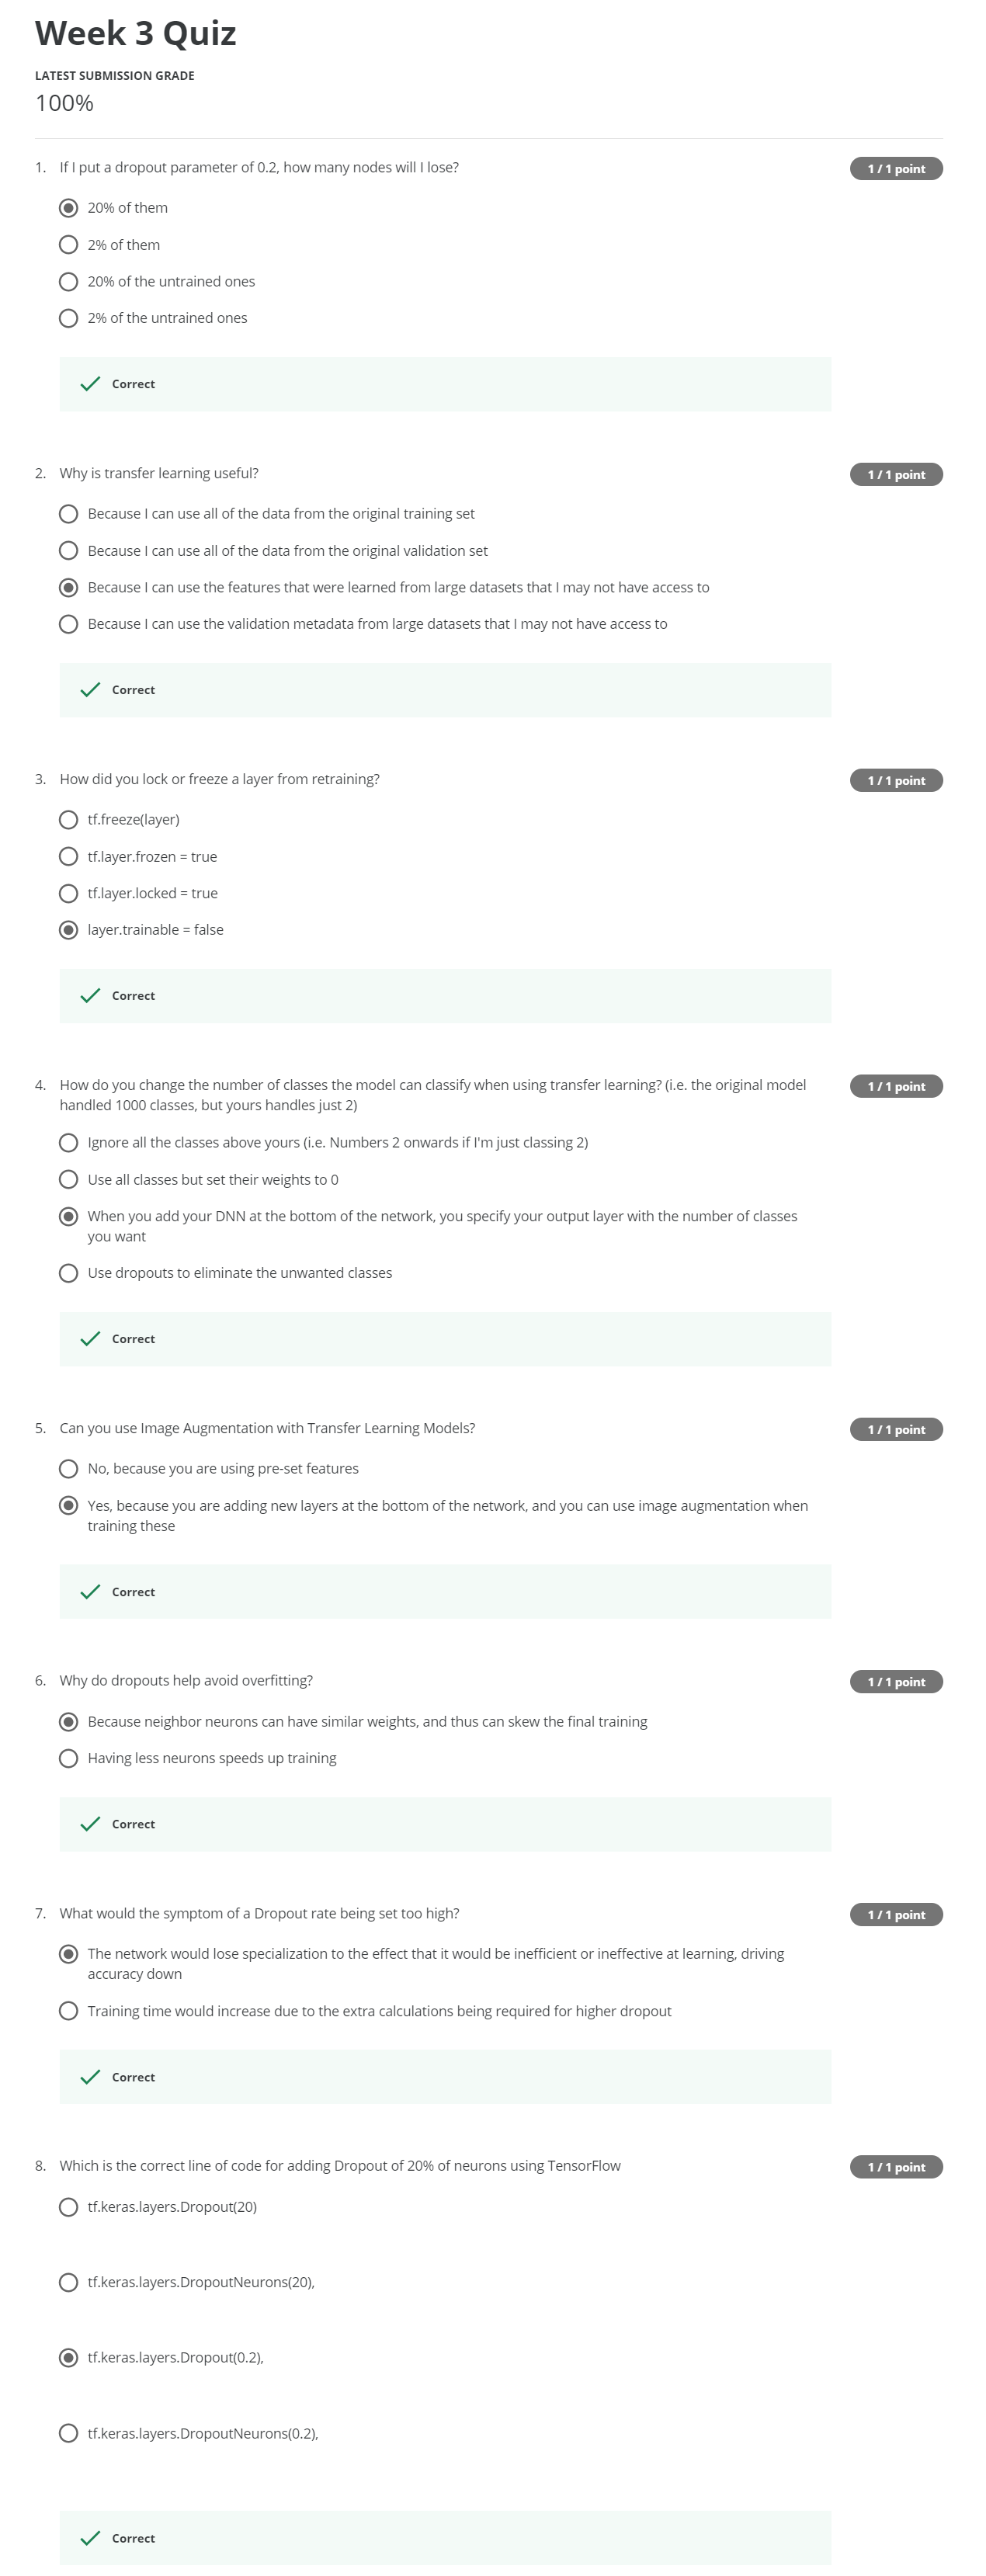 Week 3 Quiz
LATEST SUBMISSION GRADE
100%
1. If I put a dropout parameter of 0.2, how many nodes will I lose?
1 / 1 point
20% of them
2% of them
20% of the untrained ones
2% of the untrained ones
Correct
2. Why is transfer learning useful?
1 / 1 point
Because I can use all of the data from the original training set
Because I can use all of the data from the original validation set
Because I can use the features that were learned from large datasets that I may not have access to
Because I can use the validation metadata from large datasets that I may not have access to
Correct
3. How did you lock or freeze a layer from retraining?
1 / 1 point
tf.freeze(layer)
tf.layer.frozen = true
tf.layer.locked = true
layer.trainable = false
Correct
4. How do you change the number of classes the model can classify when using transfer learning? (i.e. the original model
handled 1000 classes, but yours handles just 2)
1 / 1 point
Ignore all the classes above yours (i.e. Numbers 2 onwards if I'm just classing 2)
Use all classes but set their weights to 0
When you add your DNN at the bottom of the network, you specify your output layer with the number of classes
you want
Use dropouts to eliminate the unwanted classes
Correct
5. Can you use Image Augmentation with Transfer Learning Models?
1 / 1 point
No, because you are using pre-set features
Yes, because you are adding new layers at the bottom of the network, and you can use image augmentation when
training these
Correct
6. Why do dropouts help avoid overfitting?
1 / 1 point
Because neighbor neurons can have similar weights, and thus can skew the final training
Having less neurons speeds up training
Correct
7. What would the symptom of a Dropout rate being set too high?
1 / 1 point
The network would lose specialization to the effect that it would be inefficient or ineffective at learning, driving
accuracy down
Training time would increase due to the extra calculations being required for higher dropout
Correct
8. Which is the correct line of code for adding Dropout of 20% of neurons using TensorFlow
1 / 1 point
tf.keras.layers.Dropout(20)
tf.keras.layers.DropoutNeurons(20),
tf.keras.layers.Dropout(0.2),
tf.keras.layers.DropoutNeurons(0.2),
Correct